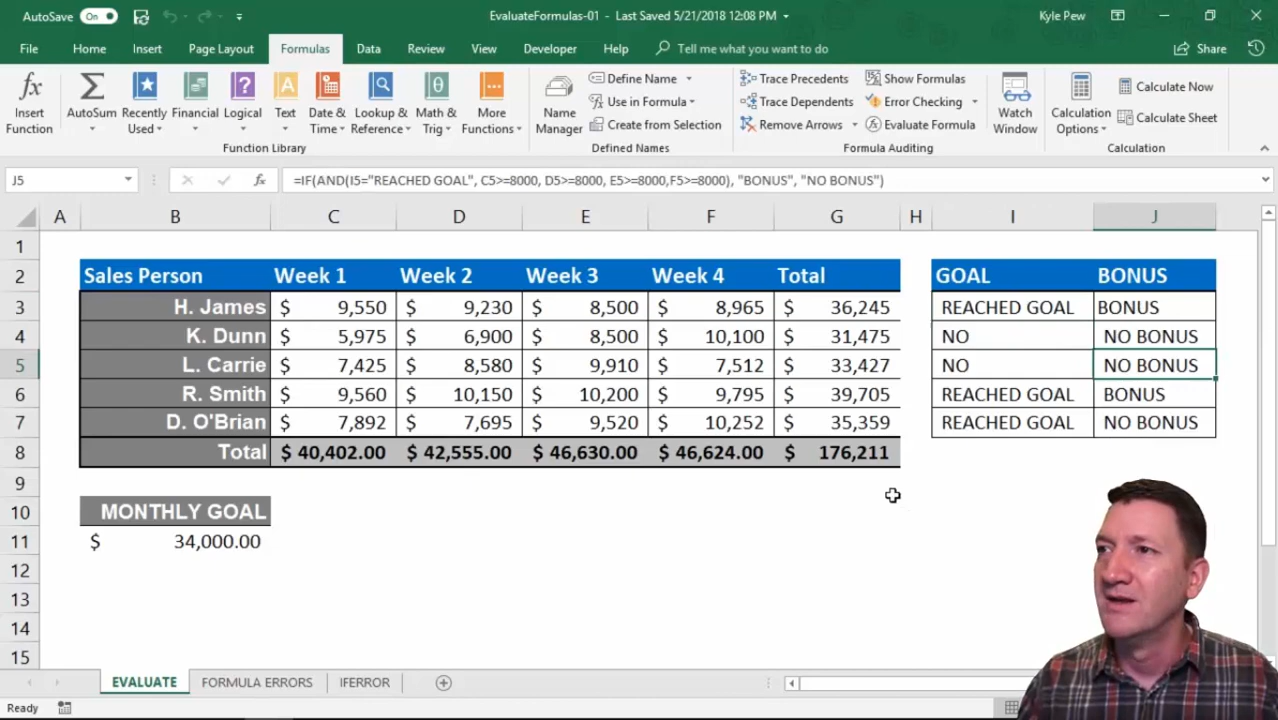 AutoSave On EvaluateFormulas-01 - Last Saved 5/21/2018 12:08 PM Kyle Pew
File Home Insert Page Layout Formulas Data Review View Developer Help Tell me what you want to do Share
fx Σ ? A θ
Insert Function
AutoSum
Recently Used
Financial
Logical
Text
Date & Time
Lookup & Reference
Math & Trig
More Functions
Function Library
Name Manager
Define Name
Use in Formula
Create from Selection
Defined Names
Trace Precedents
Trace Dependents
Remove Arrows
Show Formulas
Error Checking
Evaluate Formula
Formula Auditing
Watch Window
Calculation Options
Calculate Now
Calculate Sheet
Calculation
J5 fx =IF(AND(I5="REACHED GOAL", C5>=8000, D5>=8000, E5>=8000,F5>=8000), "BONUS", "NO BONUS")
A B C D E F G H I J
1
2 Sales Person Week 1 Week 2 Week 3 Week 4 Total GOAL BONUS
3 H. James $ 9,550 $ 9,230 $ 8,500 $ 8,965 $ 36,245 REACHED GOAL BONUS
4 K. Dunn $ 5,975 $ 6,900 $ 8,500 $ 10,100 $ 31,475 NO NO BONUS
5 L. Carrie $ 7,425 $ 8,580 $ 9,910 $ 7,512 $ 33,427 NO NO BONUS
6 R. Smith $ 9,560 $ 10,150 $ 10,200 $ 9,795 $ 39,705 REACHED GOAL BONUS
7 D. O'Brian $ 7,892 $ 7,695 $ 9,520 $ 10,252 $ 35,359 REACHED GOAL NO BONUS
8 Total $ 40,402.00 $ 42,555.00 $ 46,630.00 $ 46,624.00 $ 176,211
9
10 MONTHLY GOAL
11 $ 34,000.00
12
13
14
15
EVALUATE FORMULA ERRORS IFERROR
Ready